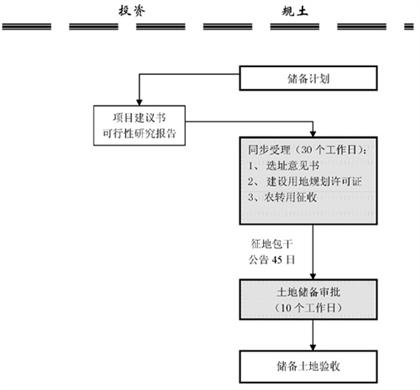 投资 规土
储备计划
项目建议书
可行性研究报告
同步受理（30个工作日）：
1、选址意见书
2、建设用地规划许可证
3、农转用征收
征地包干
公告45日
土地储备审批
（10个工作日）
储备土地验收